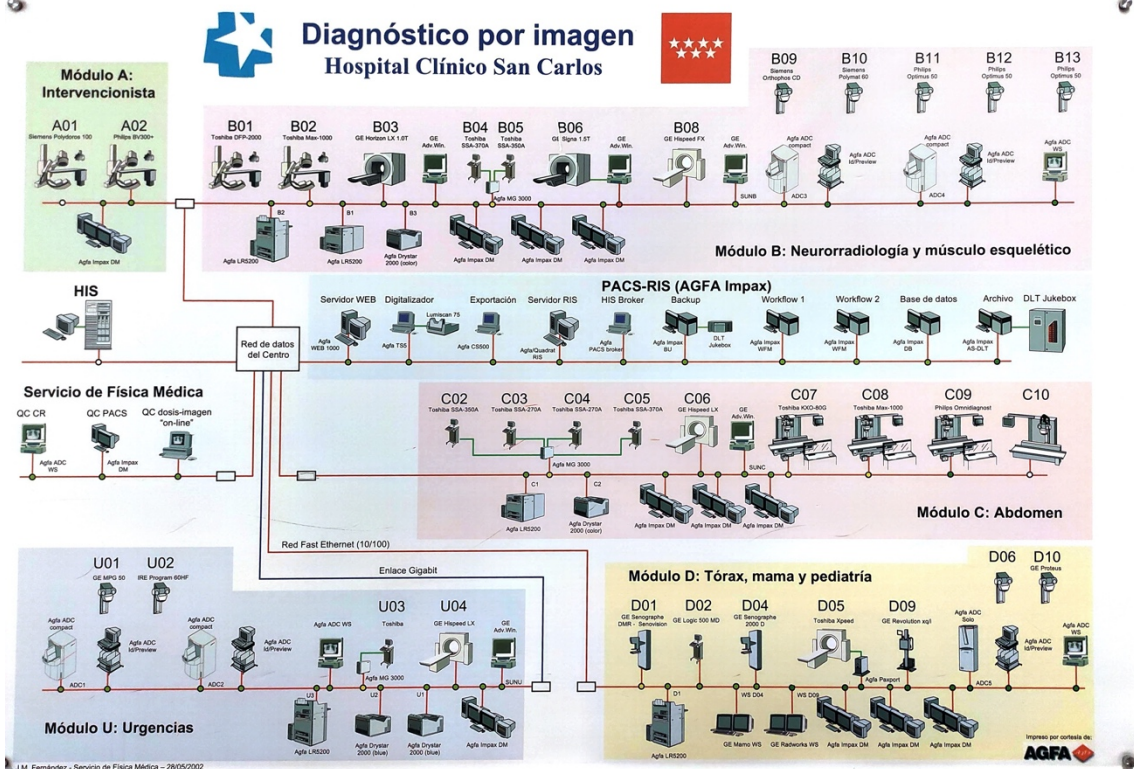 Diagnóstico por imagen
Hospital Clínico San Carlos
Módulo A:
Intervencionista
A01
Siemens Polydoros 100
A02
Philips BV300+
Agfa Impax DM
B01
Toshiba DFP-2000
B02
Toshiba Max-1000
B03
GE Horizon LX 1.0T
GE
Adv.Win.
B04
Toshiba
SSA-370A
B05
Toshiba
SSA-350A
B06
GE Signa 1.5T
GE
Adv.Win.
B08
GE Hispeed FX
GE
Adv.Win.
B09
Siemens
Orthophos CD
B10
Siemens
Polymat 60
B11
Philips
Optimus 50
B12
Philips
Optimus 50
B13
Philips
Optimus 50
Agfa ADC
compact
Agfa ADC
Id/Preview
Agfa ADC
compact
Agfa ADC
Id/Preview
Agfa ADC
WS
Agfa MG 3000
SUNB
ADC3
ADC4
B2
B1
B3
Agfa LR5200
Agfa LR5200
Agfa Drystar
2000 (color)
Agfa Impax DM
Agfa Impax DM
Agfa Impax DM
Módulo B: Neurorradiología y músculo esquelético
HIS
Red de datos
del Centro
PACS-RIS (AGFA Impax)
Servidor WEB
Agfa
WEB 1000
Digitalizador
Lumiscan 75
Agfa TS5
Exportación
Agfa CS500
Servidor RIS
Agfa/Quadrat
RIS
HIS Broker
Agfa
PACS broker
Backup
Agfa Impax
BU
DLT
Jukebox
Workflow 1
Agfa Impax
WFM
Workflow 2
Agfa Impax
WFM
Base de datos
Agfa Impax
DB
Archivo
Agfa Impax
AS-DLT
DLT Jukebox
Servicio de Física Médica
QC CR
Agfa ADC
WS
QC PACS
Agfa Impax
DM
QC dosis-imagen
"on-line"
C02
Toshiba SSA-350A
C03
Toshiba SSA-270A
C04
Toshiba SSA-270A
C05
Toshiba SSA-370A
C06
GE Hispeed LX
GE
Adv.Win.
C07
Toshiba KXO-80G
C08
Toshiba Max-1000
C09
Philips Omnidiagnost
C10
Agfa MG 3000
SUNC
C1
C2
Agfa LR5200
Agfa Drystar
2000 (color)
Agfa Impax DM
Agfa Impax DM
Agfa Impax DM
Módulo C: Abdomen
Red Fast Ethernet (10/100)
Enlace Gigabit
U01
GE MPG 50
U02
IRE Program 60HF
Agfa ADC
compact
Agfa ADC
Id/Preview
Agfa ADC
compact
Agfa ADC
Id/Preview
Agfa ADC WS
U03
Toshiba
U04
GE Hispeed LX
GE
Adv.Win.
Agfa MG 3000
ADC1
ADC2
SUNU
U3
U2
U1
Agfa LR5200
Agfa Drystar
2000 (blue)
Agfa Drystar
2000 (blue)
Agfa Impax DM
Módulo U: Urgencias
Módulo D: Tórax, mama y pediatría
D01
GE Senographe
DMR - Senovision
D02
GE Logic 500 MD
D04
GE Senographe
2000 D
D05
Toshiba Xpeed
D09
GE Revolution xq/i
D06
D10
GE Proteus
Agfa ADC
Solo
Agfa ADC
Id/Preview
Agfa ADC
WS
Agfa Paxport
D1
WS D04
WS D09
ADC5
Agfa LR5200
GE Mamo WS
GE Radworks WS
Agfa Impax DM
Agfa Impax DM
Agfa Impax DM
Impreso por cortesía de:
AGFA
J.M. Fernández - Servicio de Física Médica – 28/05/2002